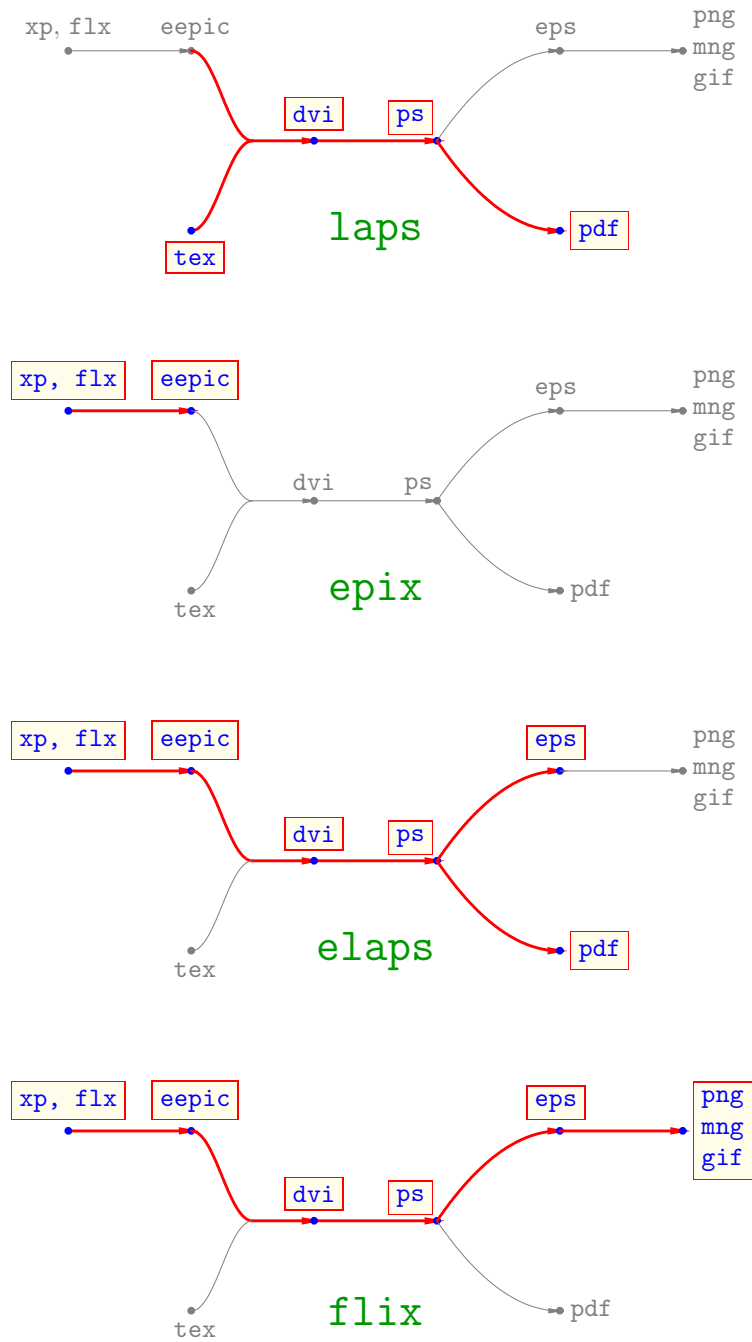 xp, flx eepic eps png
mng
gif
dvi ps
laps pdf
tex
xp, flx eepic eps png
mng
gif
dvi ps
epix pdf
tex
xp, flx eepic eps png
mng
gif
dvi ps
elaps pdf
tex
xp, flx eepic eps png
mng
gif
dvi ps
flix pdf
tex